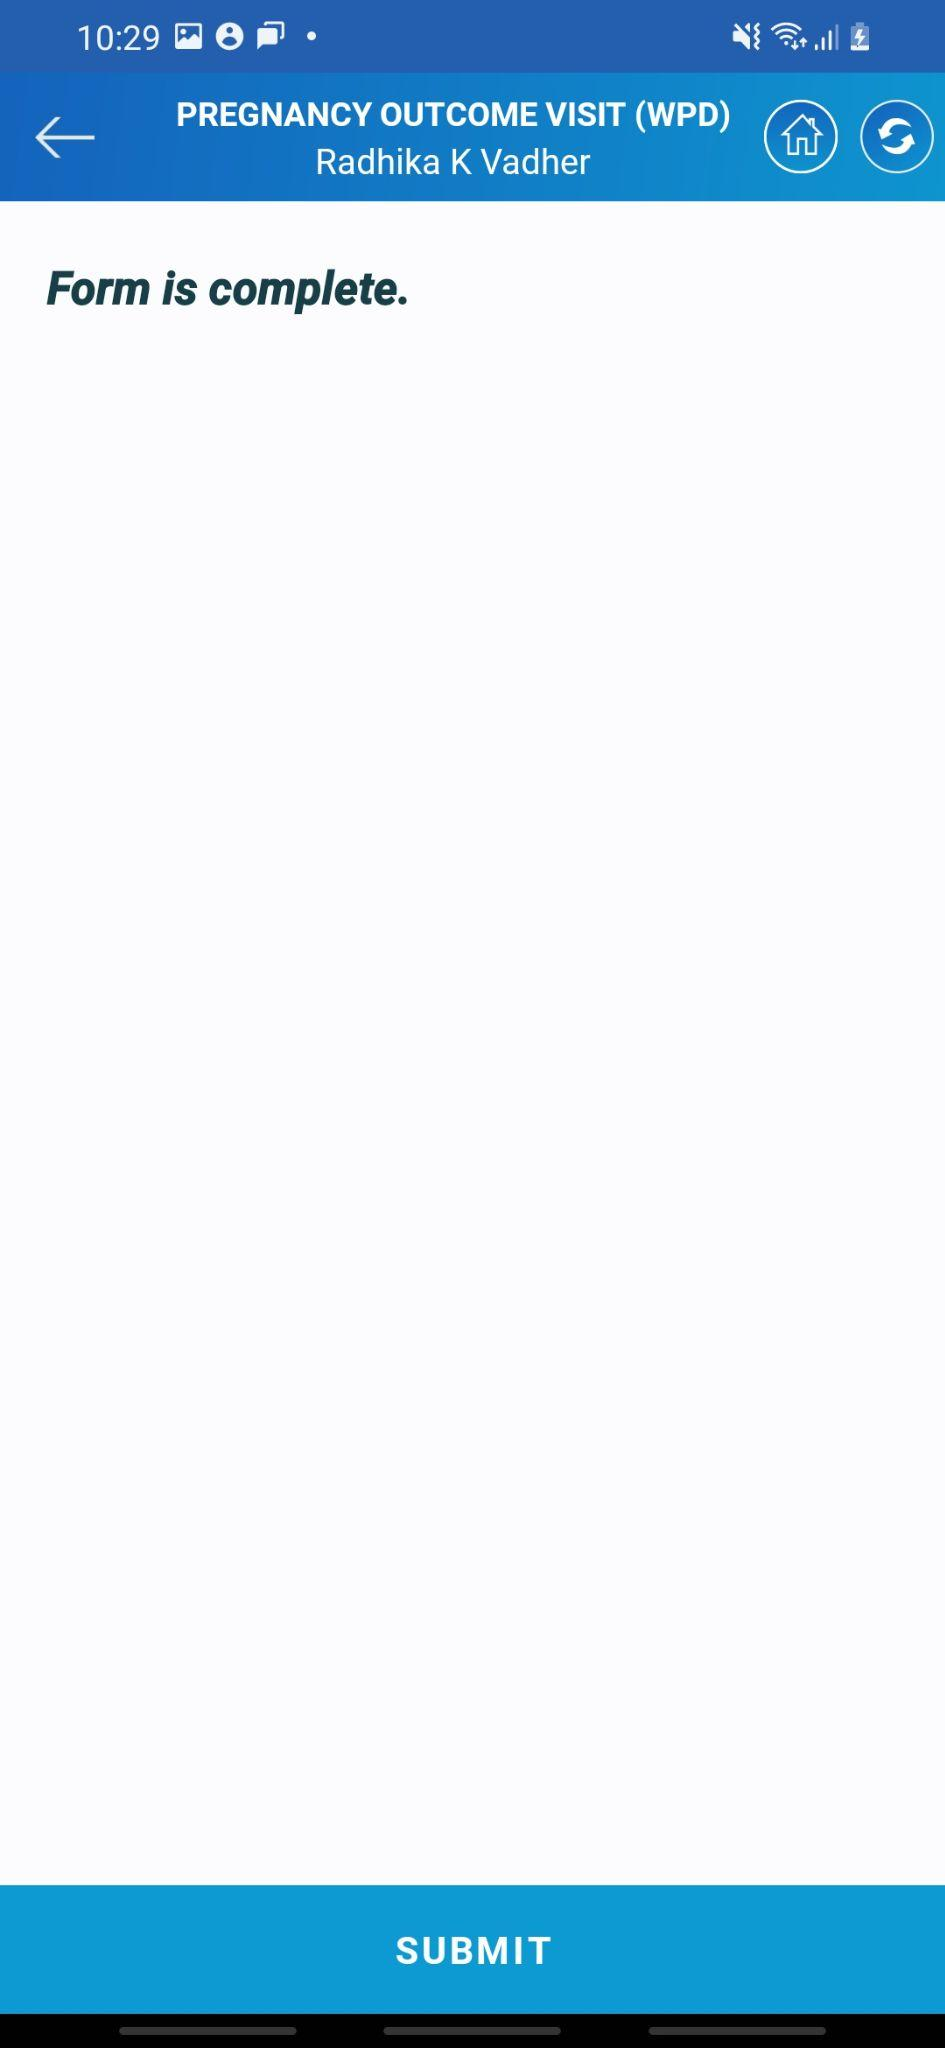 10:29
PREGNANCY OUTCOME VISIT (WPD)
Radhika K Vadher
Form is complete.
SUBMIT